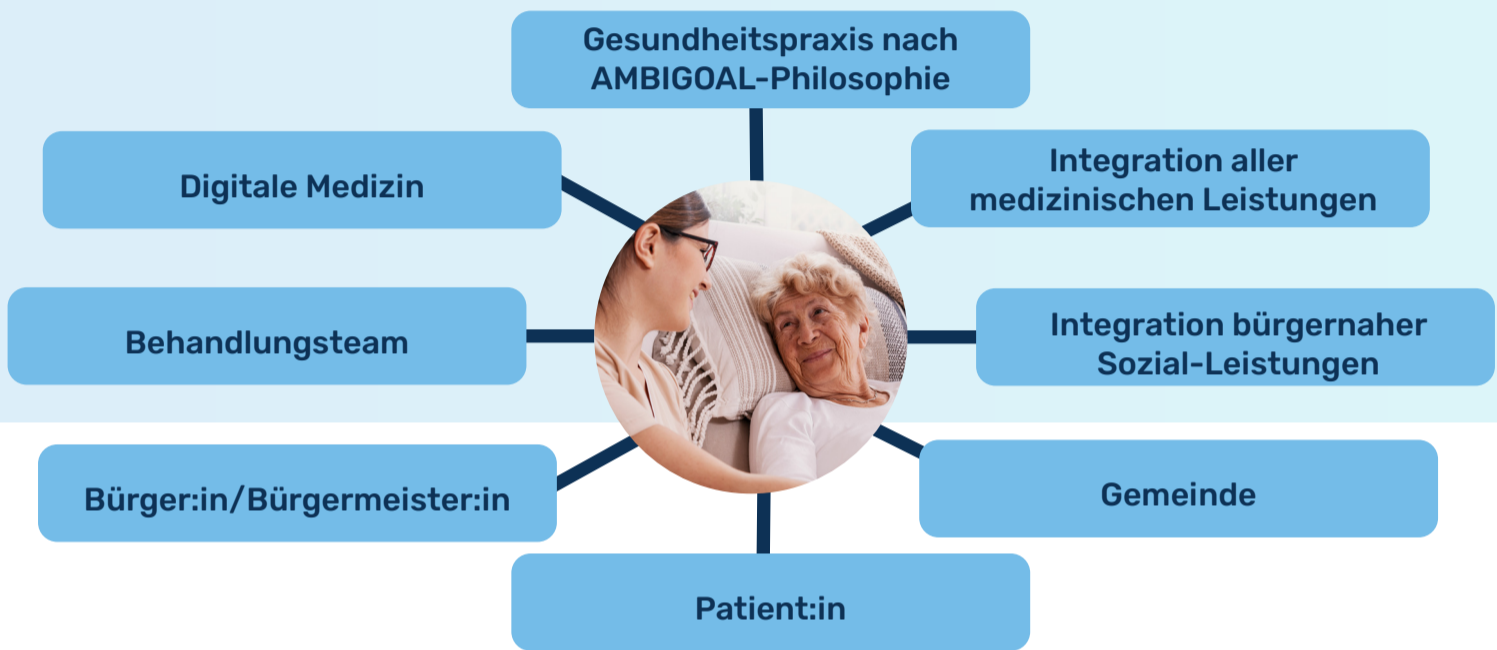 Gesundheitspraxis nach
AMBIGOAL-Philosophie
Digitale Medizin
Integration aller
medizinischen Leistungen
Behandlungsteam
Integration bürgernaher
Sozial-Leistungen
Bürger:in/Bürgermeister:in
Gemeinde
Patient:in